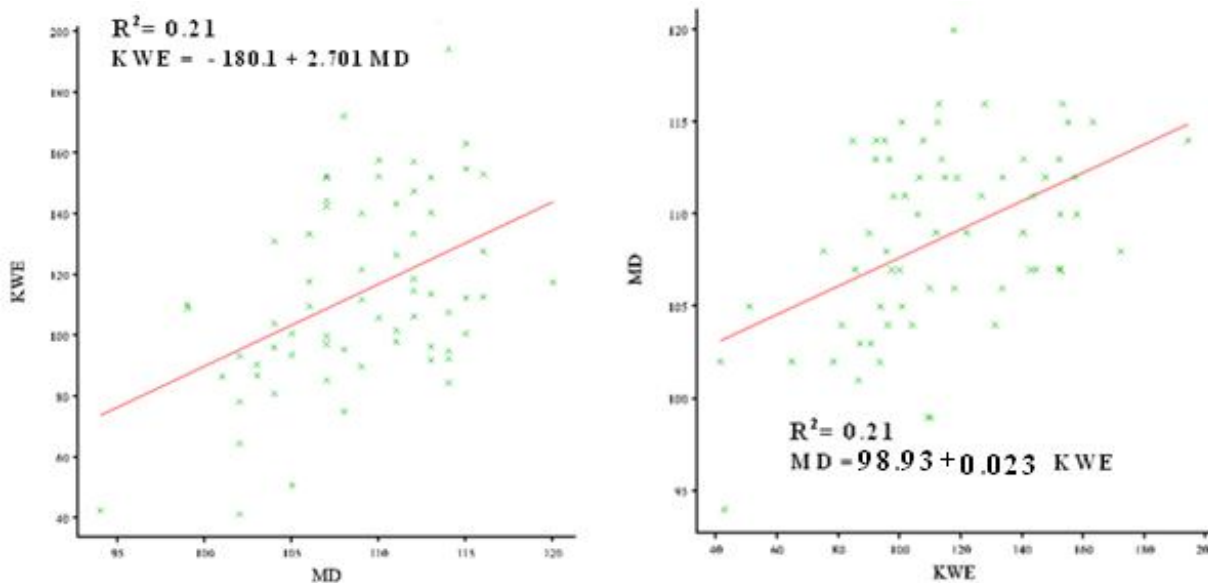 R²= 0.21
KWE = - 180.1 + 2.701 MD
200
180
160
140
120
100
80
60
40
KWE
95 100 105 110 115 120
MD
120
115
110
105
100
95
MD
R²= 0.21
MD =98.93+0.023 KWE
40 60 80 100 120 140 160 180 20
KWE